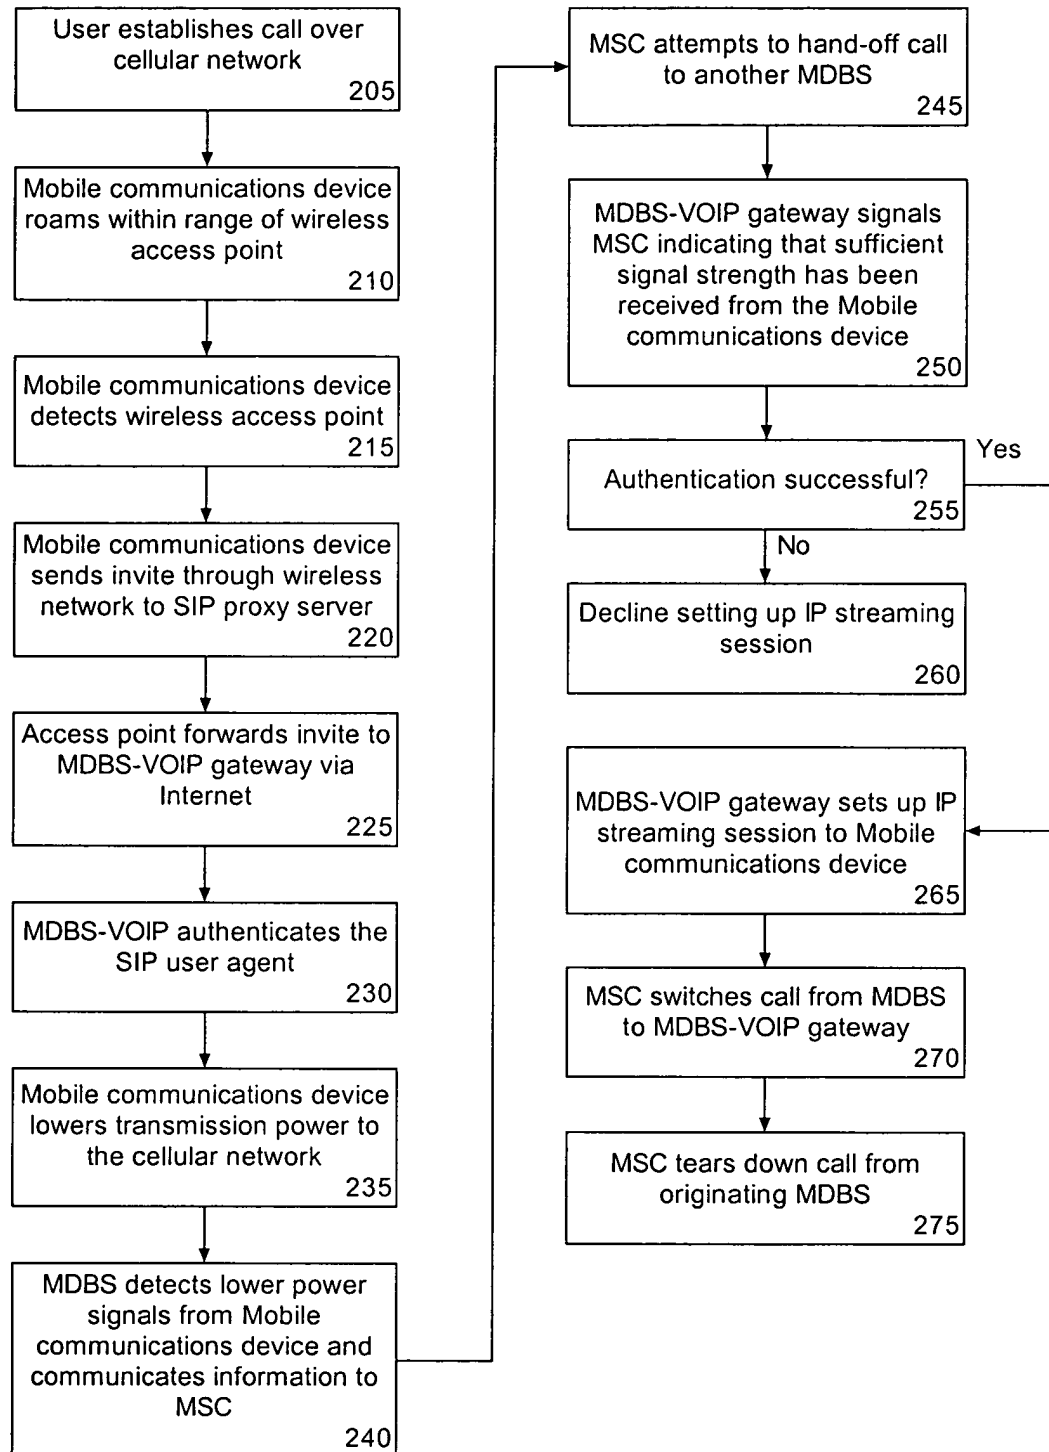 User establishes call over
cellular network
205
Mobile communications device
roams within range of wireless
access point
210
Mobile communications device
detects wireless access point
215
Mobile communications device
sends invite through wireless
network to SIP proxy server
220
Access point forwards invite to
MDBS-VOIP gateway via
Internet
225
MDBS-VOIP authenticates the
SIP user agent
230
Mobile communications device
lowers transmission power to
the cellular network
235
MDBS detects lower power
signals from Mobile
communications device and
communicates information to
MSC
240
MSC attempts to hand-off call
to another MDBS
245
MDBS-VOIP gateway signals
MSC indicating that sufficient
signal strength has been
received from the Mobile
communications device
250
Authentication successful?
255
Yes
No
Decline setting up IP streaming
session
260
MDBS-VOIP gateway sets up IP
streaming session to Mobile
communications device
265
MSC switches call from MDBS
to MDBS-VOIP gateway
270
MSC tears down call from
originating MDBS
275